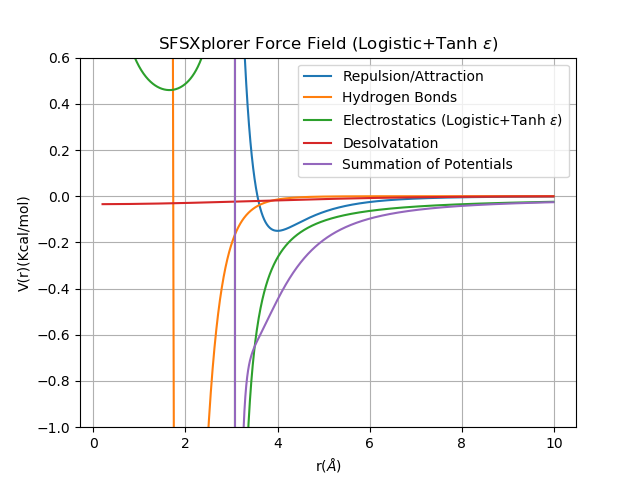 SFSXplorer Force Field (Logistic+Tanh ε)
Repulsion/Attraction
Hydrogen Bonds
Electrostatics (Logistic+Tanh ε)
Desolvatation
Summation of Potentials
V(r)(Kcal/mol)
0.6
0.4
0.2
0.0
−0.2
−0.4
−0.6
−0.8
−1.0
0 2 4 6 8 10
r(Å)